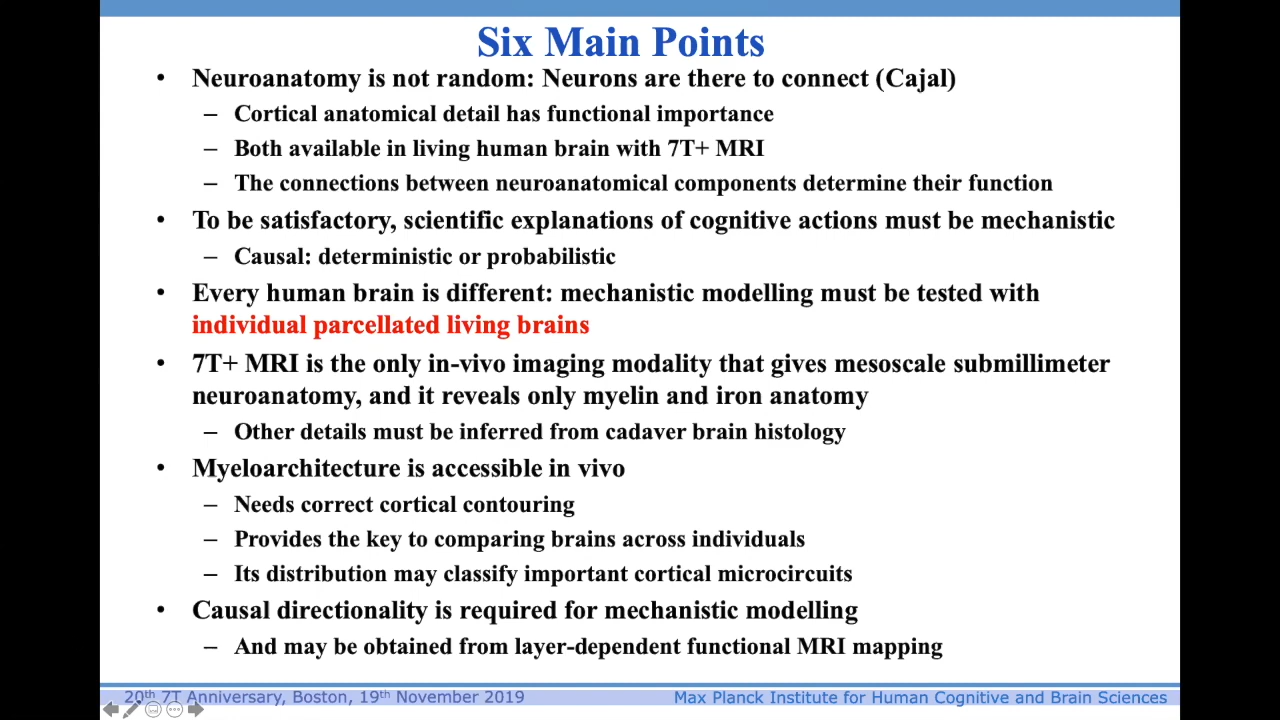 Six Main Points
• Neuroanatomy is not random: Neurons are there to connect (Cajal)
– Cortical anatomical detail has functional importance
– Both available in living human brain with 7T+ MRI
– The connections between neuroanatomical components determine their function
• To be satisfactory, scientific explanations of cognitive actions must be mechanistic
– Causal: deterministic or probabilistic
• Every human brain is different: mechanistic modelling must be tested with
individual parcellated living brains
• 7T+ MRI is the only in-vivo imaging modality that gives mesoscale submillimeter
neuroanatomy, and it reveals only myelin and iron anatomy
– Other details must be inferred from cadaver brain histology
• Myeloarchitecture is accessible in vivo
– Needs correct cortical contouring
– Provides the key to comparing brains across individuals
– Its distribution may classify important cortical microcircuits
• Causal directionality is required for mechanistic modelling
– And may be obtained from layer-dependent functional MRI mapping
20th 7T Anniversary, Boston, 19th November 2019
Max Planck Institute for Human Cognitive and Brain Sciences